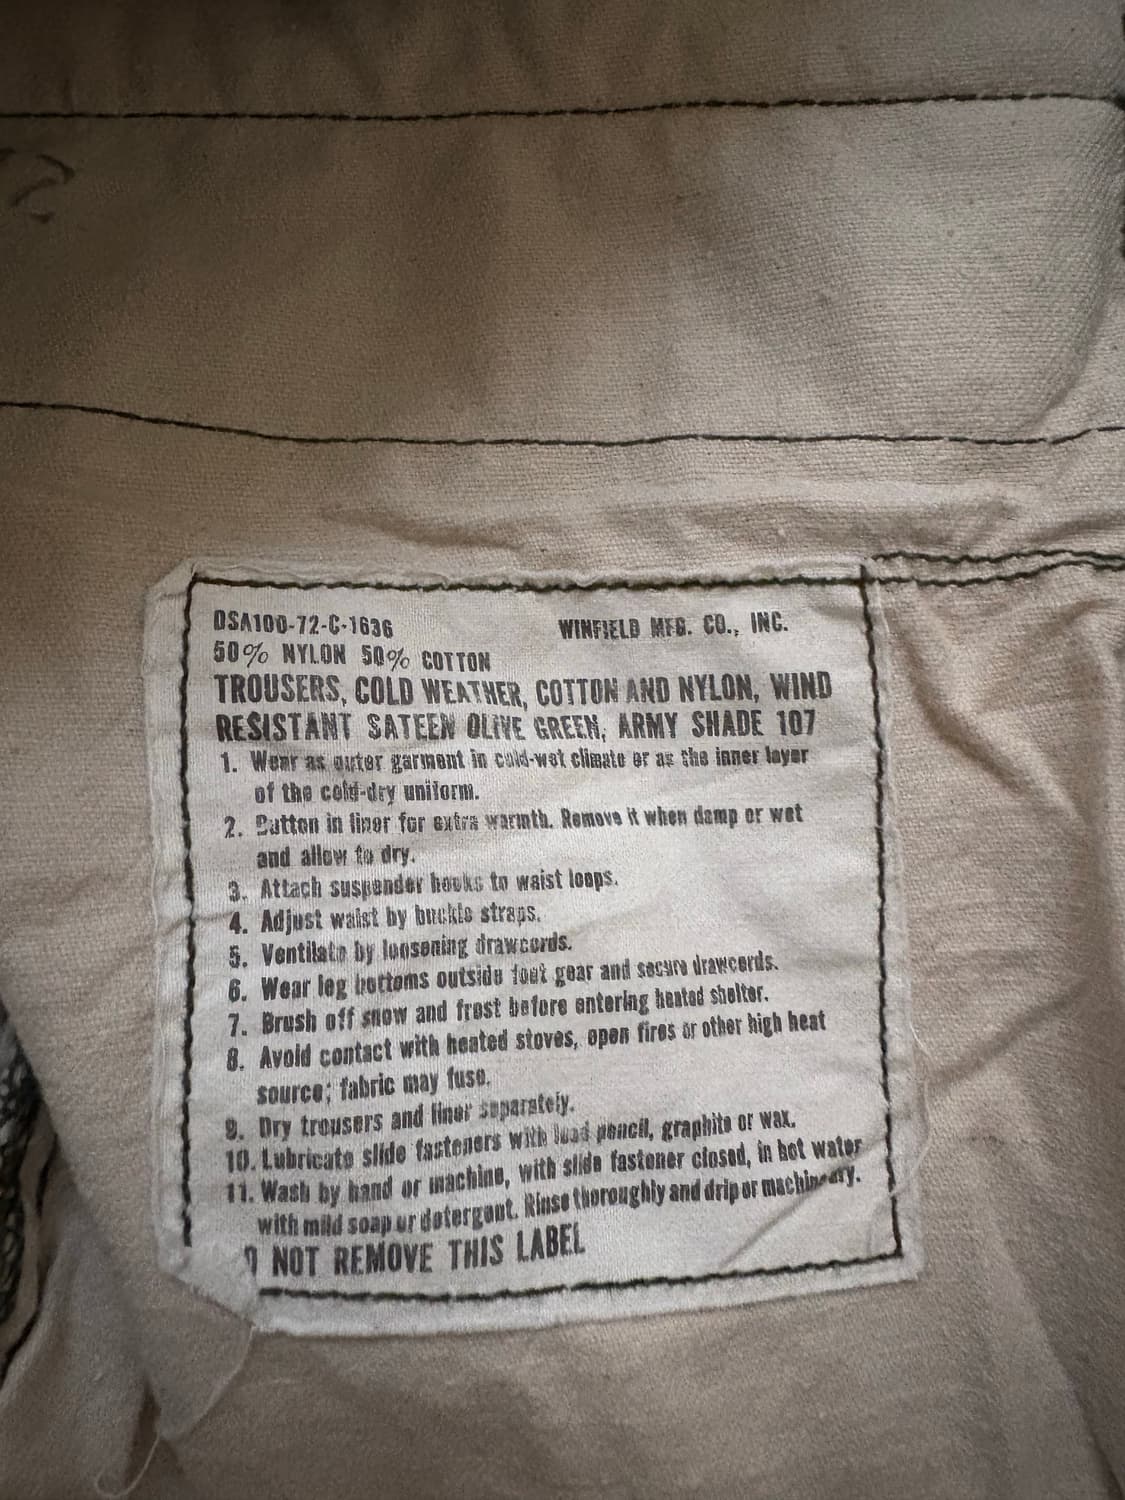 DSA100-72-C-1636 WINFIELD MFG. CO., INC.
50% NYLON 50% COTTON
TROUSERS, COLD WEATHER, COTTON AND NYLON, WIND
RESISTANT SATEEN OLIVE GREEN, ARMY SHADE 107
1. Wear as outer garment in cold-wet climate or as the inner layer
of the cold-dry uniform.
2. Button in liner for extra warmth. Remove it when damp or wet
and allow to dry.
3. Attach suspender hooks to waist loops.
4. Adjust waist by buckle straps.
5. Ventilate by loosening drawcords.
6. Wear leg bottoms outside foot gear and secure drawcords.
7. Brush off snow and frost before entering heated shelter.
8. Avoid contact with heated stoves, open fires or other high heat
source; fabric may fuse.
9. Dry trousers and liner separately.
10. Lubricate slide fasteners with lead pencil, graphite or wax.
11. Wash by hand or machine, with slide fastener closed, in hot water
with mild soap or detergent. Rinse thoroughly and drip or machine dry.
NOT REMOVE THIS LABEL